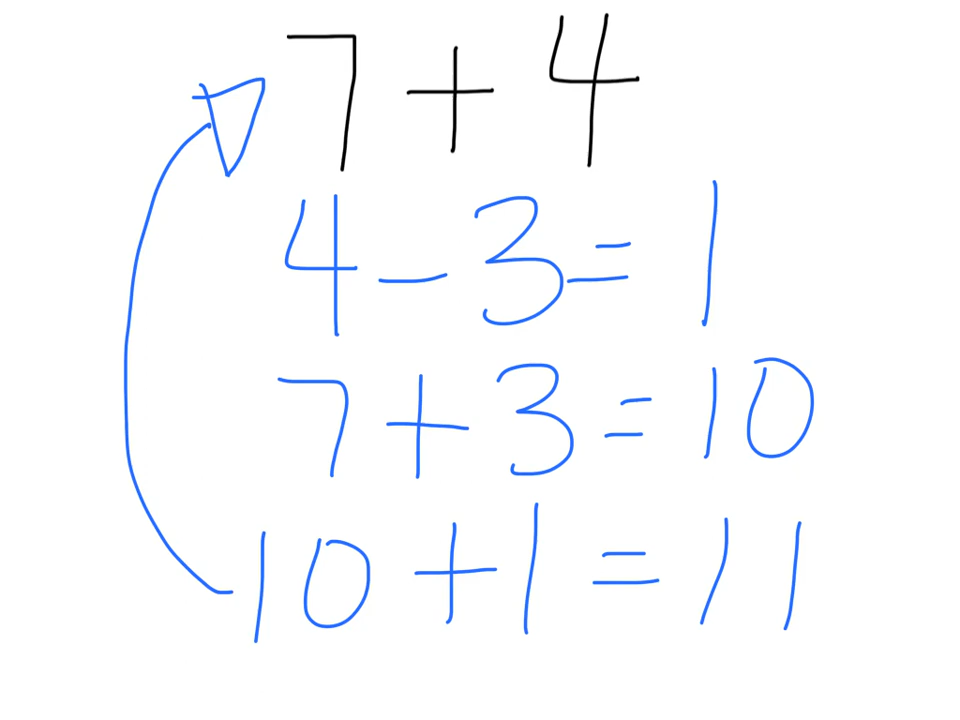 7 + 4
4 - 3 = 1
7 + 3 = 10
10 + 1 = 11